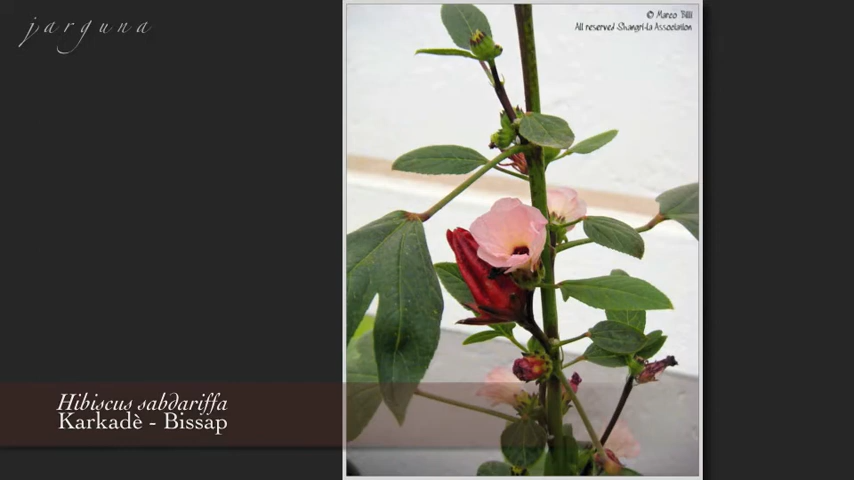 jarguna
© Marco Billi
All reserved Shangri-la Association
Hibiscus sabdariffa
Karkadè - Bissap